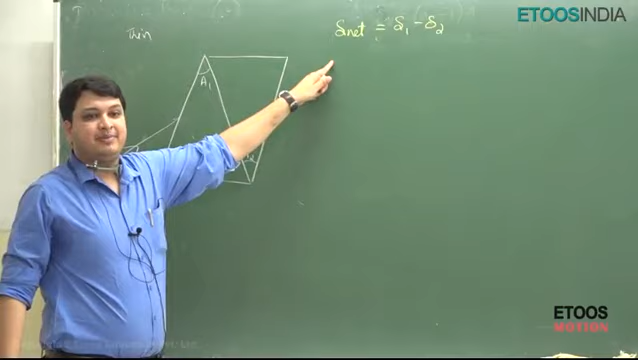 ETOOSINDIA
Thin
δnet = δ₁ - δ₂
A₁
ETOOS
MOTION